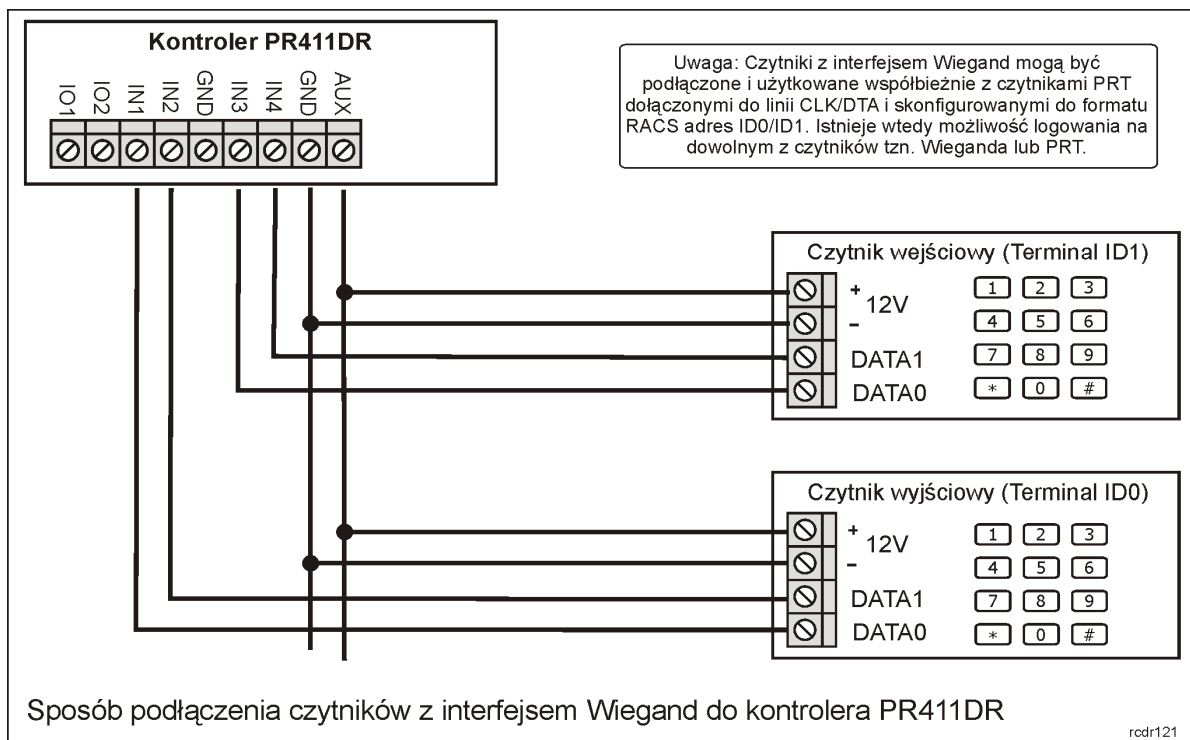 Kontroler PR411DR
IO1
IO2
IN1
IN2
GND
IN3
IN4
GND
AUX
Uwaga: Czytniki z interfejsem Wiegand mogą być
podłączone i użytkowane współbieżnie z czytnikami PRT
dołączonymi do linii CLK/DTA i skonfigurowanymi do formatu
RACS adres ID0/ID1. Istnieje wtedy możliwość logowania na
dowolnym z czytników tzn. Wieganda lub PRT.
Czytnik wejściowy (Terminal ID1)
+
12V
–
DATA1
DATA0
1 2 3
4 5 6
7 8 9
* 0 #
Czytnik wyjściowy (Terminal ID0)
+
12V
–
DATA1
DATA0
1 2 3
4 5 6
7 8 9
* 0 #
Sposób podłączenia czytników z interfejsem Wiegand do kontrolera PR411DR
rcdr121